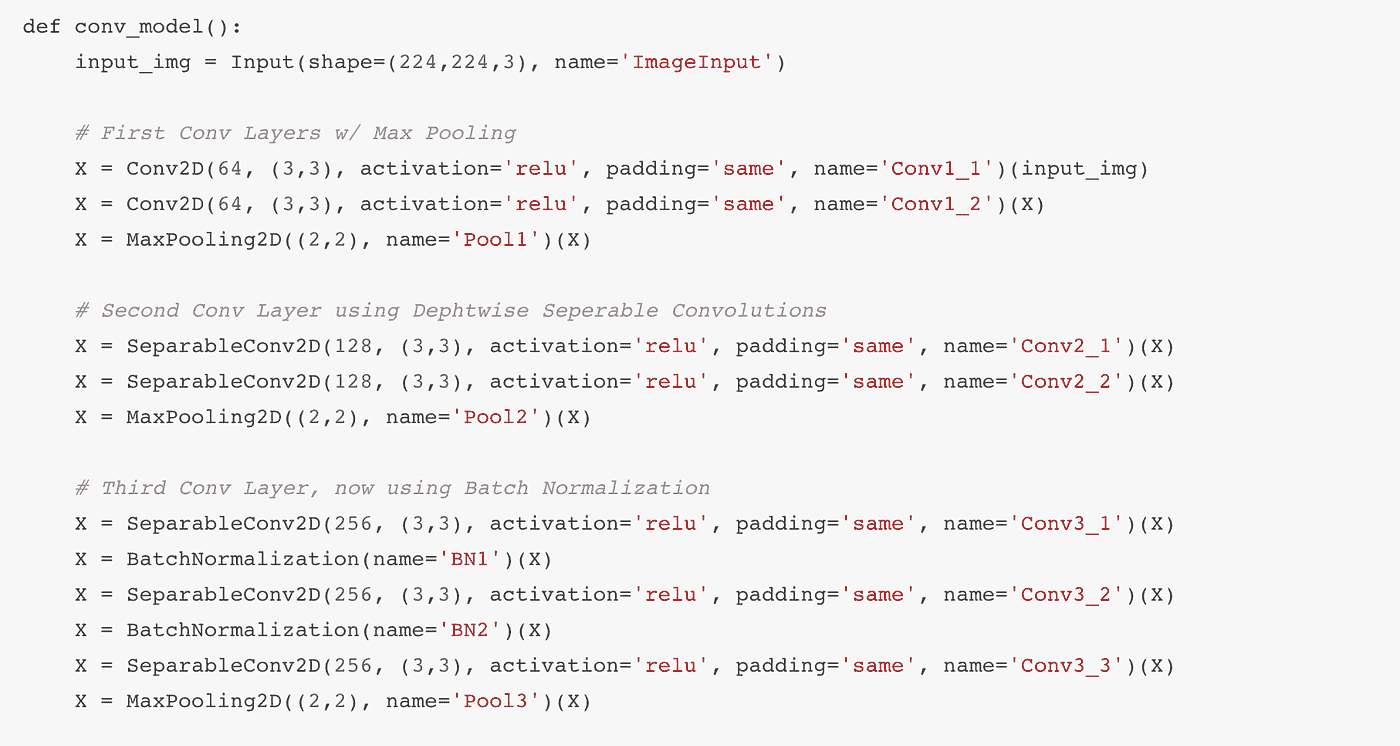 def conv_model():
    input_img = Input(shape=(224,224,3), name='ImageInput')

    # First Conv Layers w/ Max Pooling
    X = Conv2D(64, (3,3), activation='relu', padding='same', name='Conv1_1')(input_img)
    X = Conv2D(64, (3,3), activation='relu', padding='same', name='Conv1_2')(X)
    X = MaxPooling2D((2,2), name='Pool1')(X)

    # Second Conv Layer using Dephtwise Seperable Convolutions
    X = SeparableConv2D(128, (3,3), activation='relu', padding='same', name='Conv2_1')(X)
    X = SeparableConv2D(128, (3,3), activation='relu', padding='same', name='Conv2_2')(X)
    X = MaxPooling2D((2,2), name='Pool2')(X)

    # Third Conv Layer, now using Batch Normalization
    X = SeparableConv2D(256, (3,3), activation='relu', padding='same', name='Conv3_1')(X)
    X = BatchNormalization(name='BN1')(X)
    X = SeparableConv2D(256, (3,3), activation='relu', padding='same', name='Conv3_2')(X)
    X = BatchNormalization(name='BN2')(X)
    X = SeparableConv2D(256, (3,3), activation='relu', padding='same', name='Conv3_3')(X)
    X = MaxPooling2D((2,2), name='Pool3')(X)